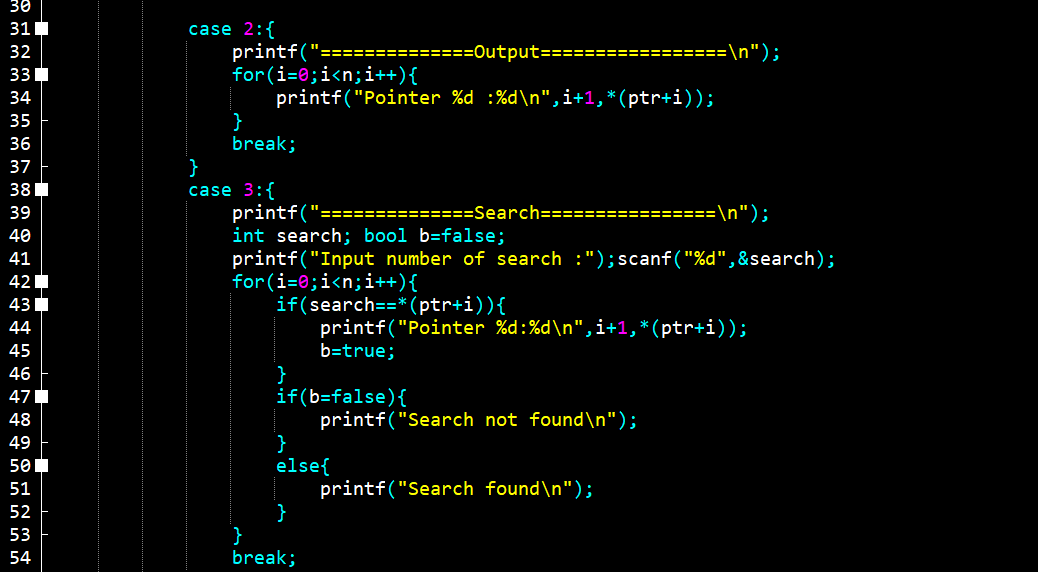 30
31 case 2:{
32 printf("==============Output=================\n");
33 for(i=0;i<n;i++){
34 printf("Pointer %d :%d\n",i+1,*(ptr+i));
35 }
36 break;
37 }
38 case 3:{
39 printf("==============Search================\n");
40 int search; bool b=false;
41 printf("Input number of search :");scanf("%d",&search);
42 for(i=0;i<n;i++){
43 if(search==*(ptr+i)){
44 printf("Pointer %d:%d\n",i+1,*(ptr+i));
45 b=true;
46 }
47 if(b=false){
48 printf("Search not found\n");
49 }
50 else{
51 printf("Search found\n");
52 }
53 }
54 break;